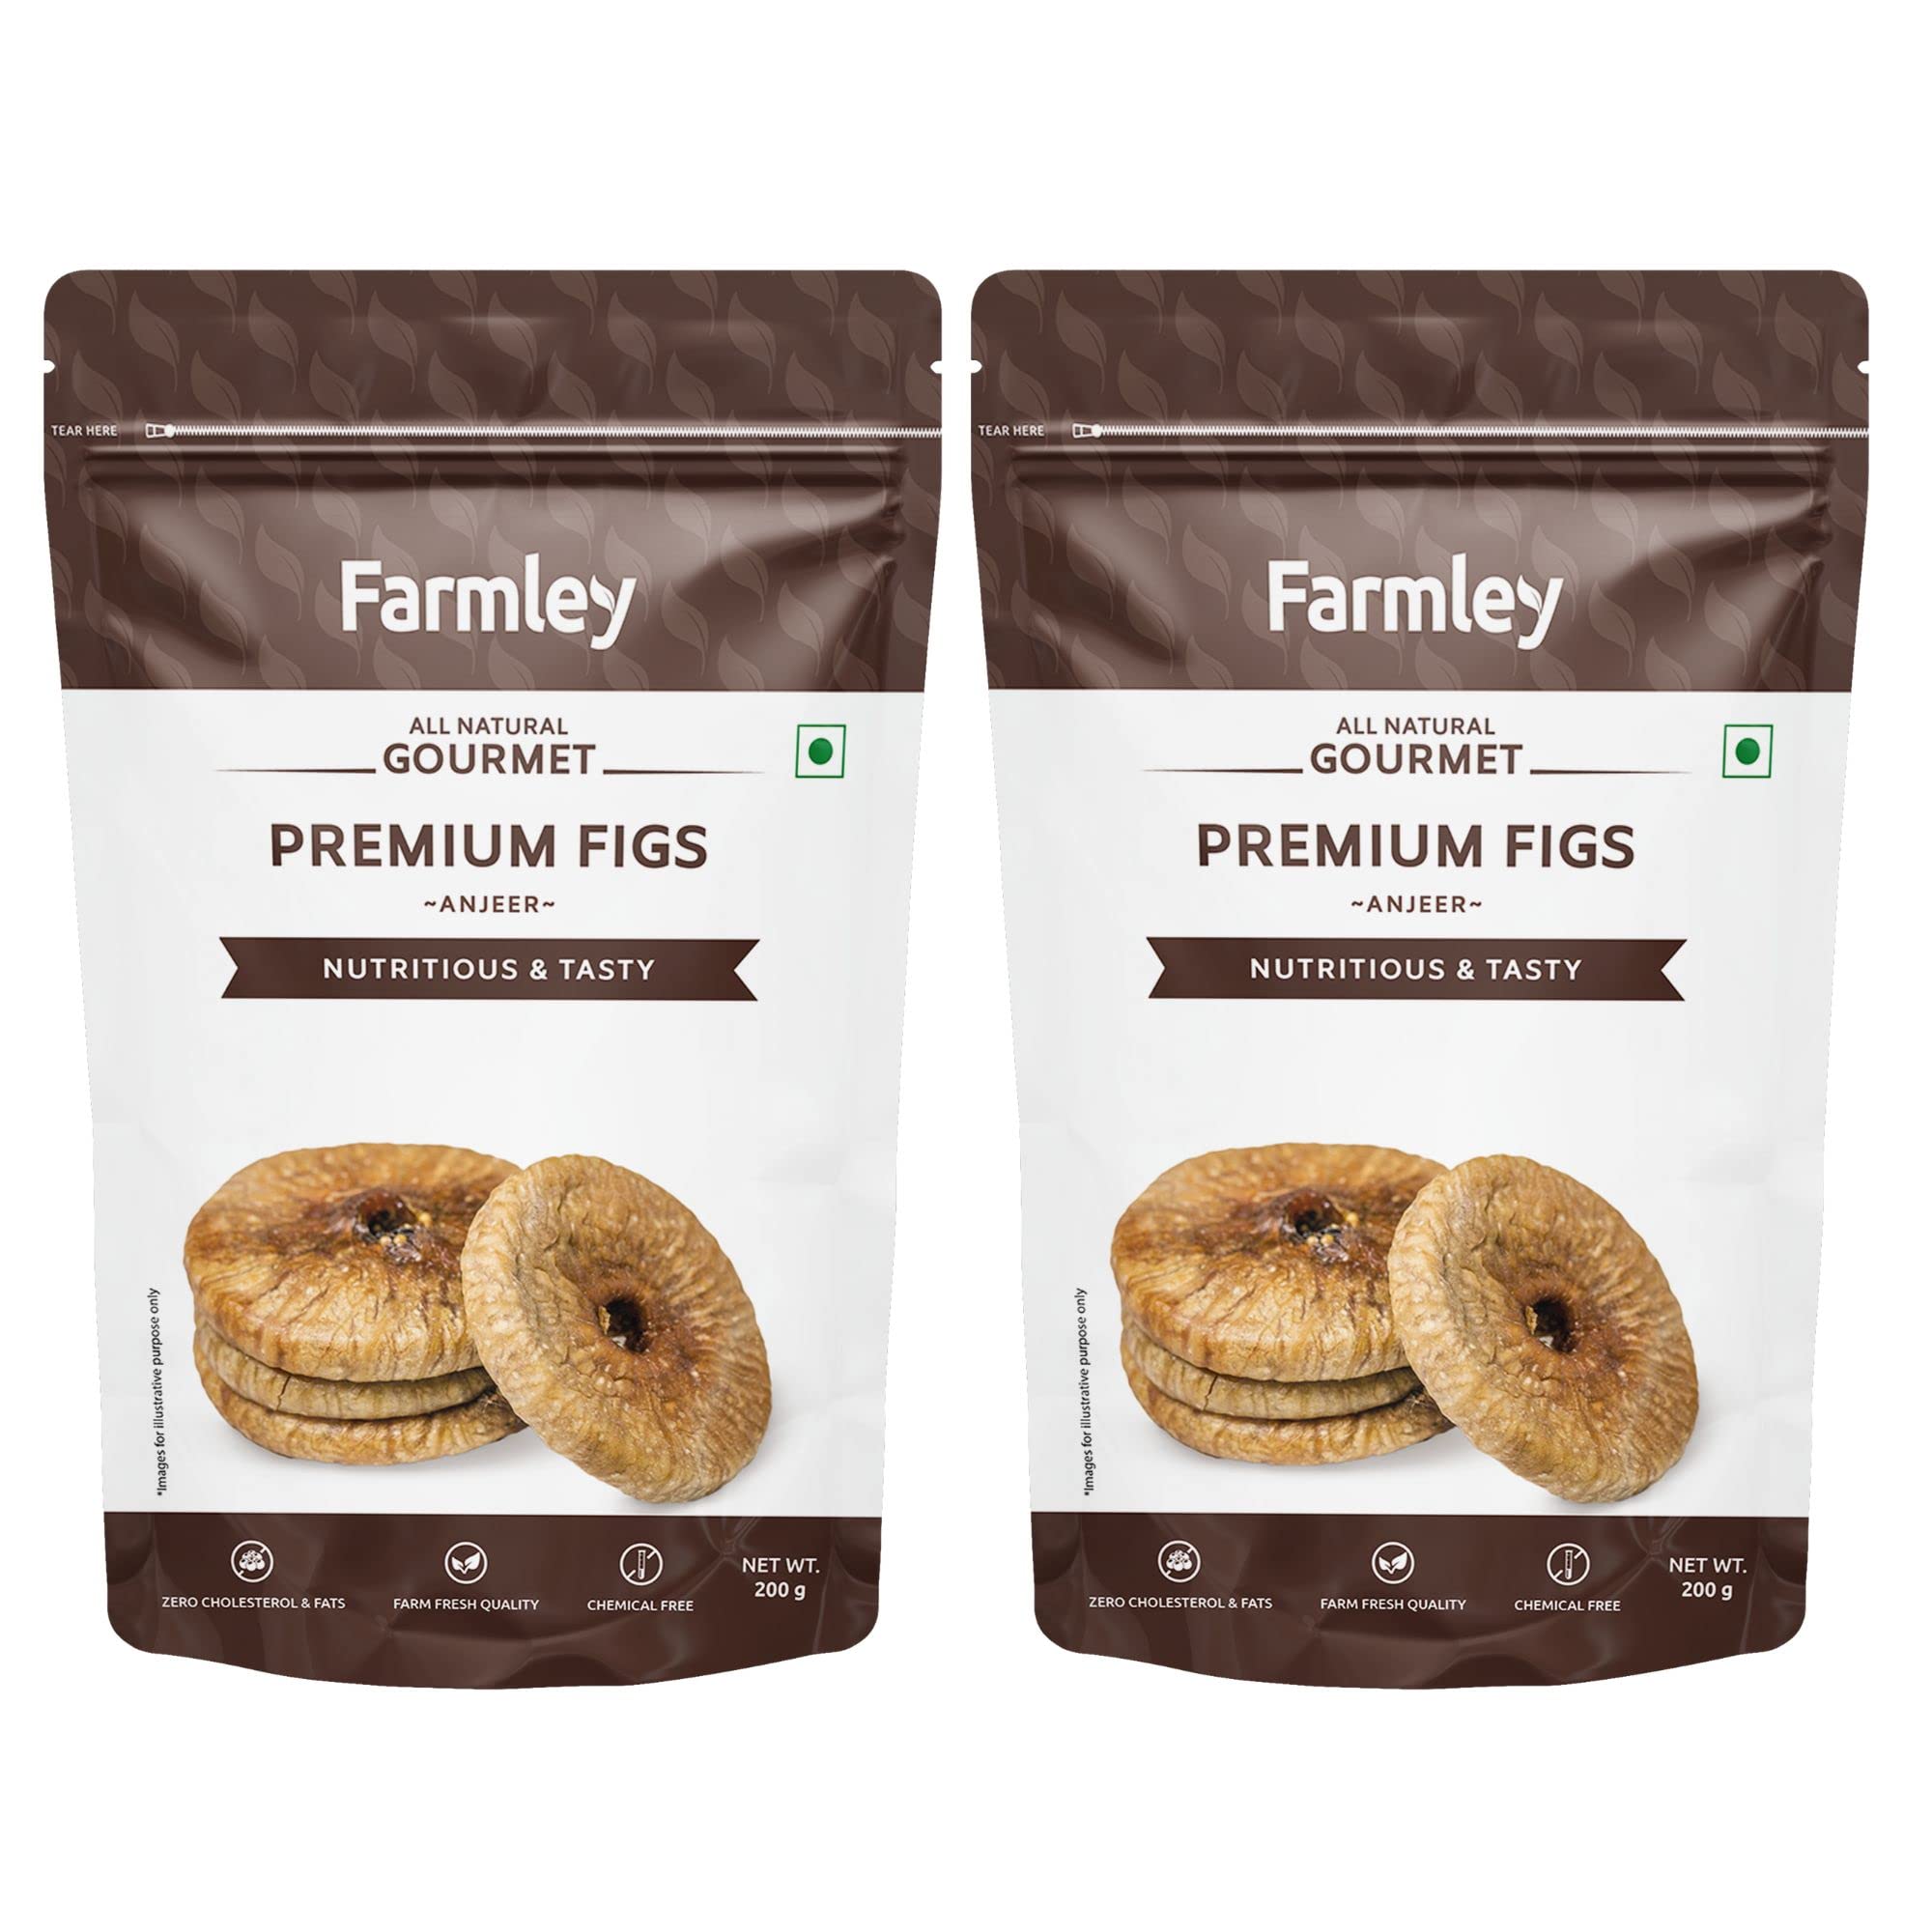 TEAR HERE
Farmley
ALL NATURAL
GOURMET
PREMIUM FIGS
~ANJEER~
NUTRITIOUS & TASTY
*Images for illustrative purpose only
ZERO CHOLESTEROL & FATS
FARM FRESH QUALITY
CHEMICAL FREE
NET WT.
200 g
TEAR HERE
Farmley
ALL NATURAL
GOURMET
PREMIUM FIGS
~ANJEER~
NUTRITIOUS & TASTY
*Images for illustrative purpose only
ZERO CHOLESTEROL & FATS
FARM FRESH QUALITY
CHEMICAL FREE
NET WT.
200 g